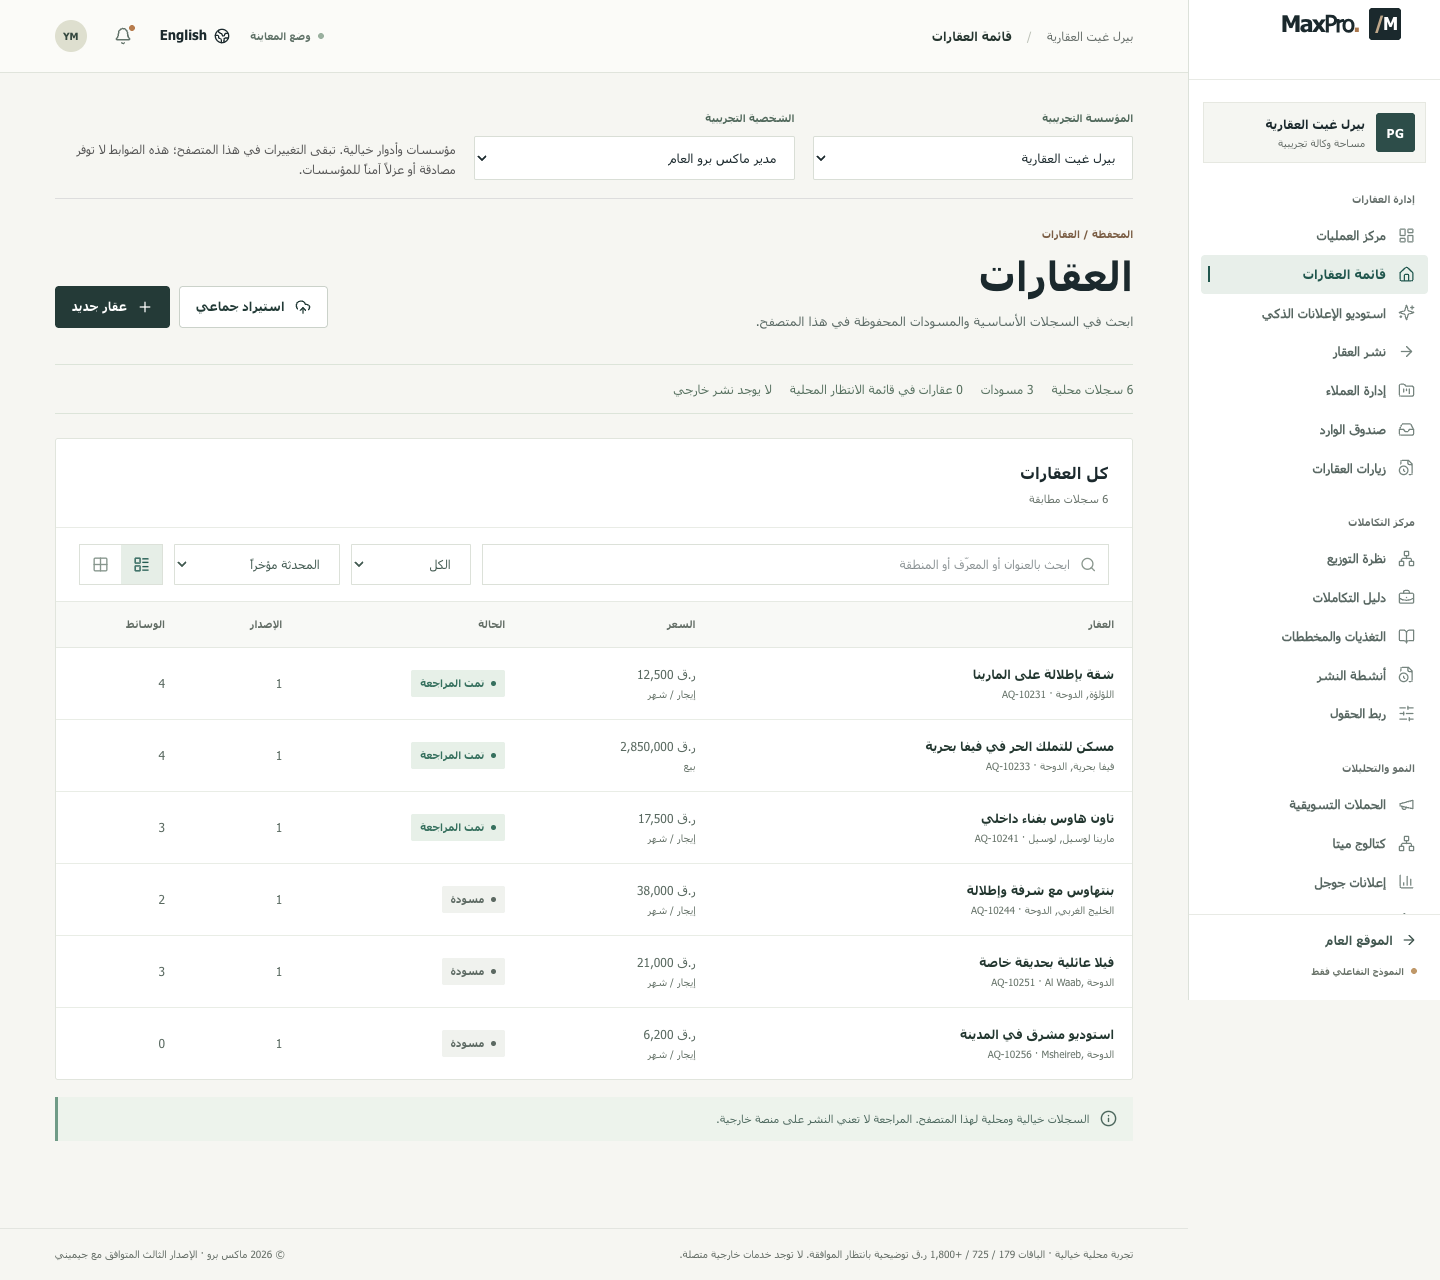 /M MaxPro.
بيرل غيت العقارية / قائمة العقارات
وضع المعاينة
English
YM
PG
بيرل غيت العقارية
مساحة وكالة تجريبية
إدارة العقارات
مركز العمليات
قائمة العقارات
استوديو الإعلانات الذكي
نشر العقار
إدارة العملاء
صندوق الوارد
زيارات العقارات
مركز التكاملات
نظرة التوزيع
دليل التكاملات
التغذيات والمخططات
أنشطة النشر
ربط الحقول
النمو والتحليلات
الحملات التسويقية
كتالوج ميتا
إعلانات جوجل
الموقع العام
النموذج التفاعلي فقط
المؤسسة التجريبية
بيرل غيت العقارية
الشخصية التجريبية
مدير ماكس برو العام
مؤسسات وأدوار خيالية. تبقى التغييرات في هذا المتصفح؛ هذه الضوابط لا توفر
مصادقة أو عزلاً آمناً للمؤسسات.
المحفظة / العقارات
العقارات
ابحث في السجلات الأساسية والمسودات المحفوظة في هذا المتصفح.
استيراد جماعي
عقار جديد
6 سجلات محلية 3 مسودات 0 عقارات في قائمة الانتظار المحلية لا يوجد نشر خارجي
كل العقارات
6 سجلات مطابقة
ابحث بالعنوان أو المعرّف أو المنطقة
الكل
المحدثة مؤخراً
العقار السعر الحالة الإصدار الوسائط
شقة بإطلالة على المارينا ر.ق 12,500 تمت المراجعة 1 4
اللؤلؤة, الدوحة · AQ-10231 إيجار / شهر
مسكن للتملك الحر في فيفا بحرية ر.ق 2,850,000 تمت المراجعة 1 4
فيفا بحرية, الدوحة · AQ-10233 بيع
تاون هاوس بفناء داخلي ر.ق 17,500 تمت المراجعة 1 3
مارينا لوسيل, لوسيل · AQ-10241 إيجار / شهر
بنتهاوس مع شرفة وإطلالة ر.ق 38,000 مسودة 1 2
الخليج الغربي, الدوحة · AQ-10244 إيجار / شهر
فيلا عائلية بحديقة خاصة ر.ق 21,000 مسودة 1 3
الدوحة ,Al Waab · AQ-10251 إيجار / شهر
استوديو مشرق في المدينة ر.ق 6,200 مسودة 1 0
الدوحة ,Msheireb · AQ-10256 إيجار / شهر
السجلات خيالية ومحلية لهذا المتصفح. المراجعة لا تعني النشر على منصة خارجية.
تجربة محلية خيالية · الباقات 179 / 725 / +1,800 ر.ق توضيحية بانتظار الموافقة. لا توجد خدمات خارجية متصلة.
© 2026 ماكس برو · الإصدار الثالث المتوافق مع جيميني